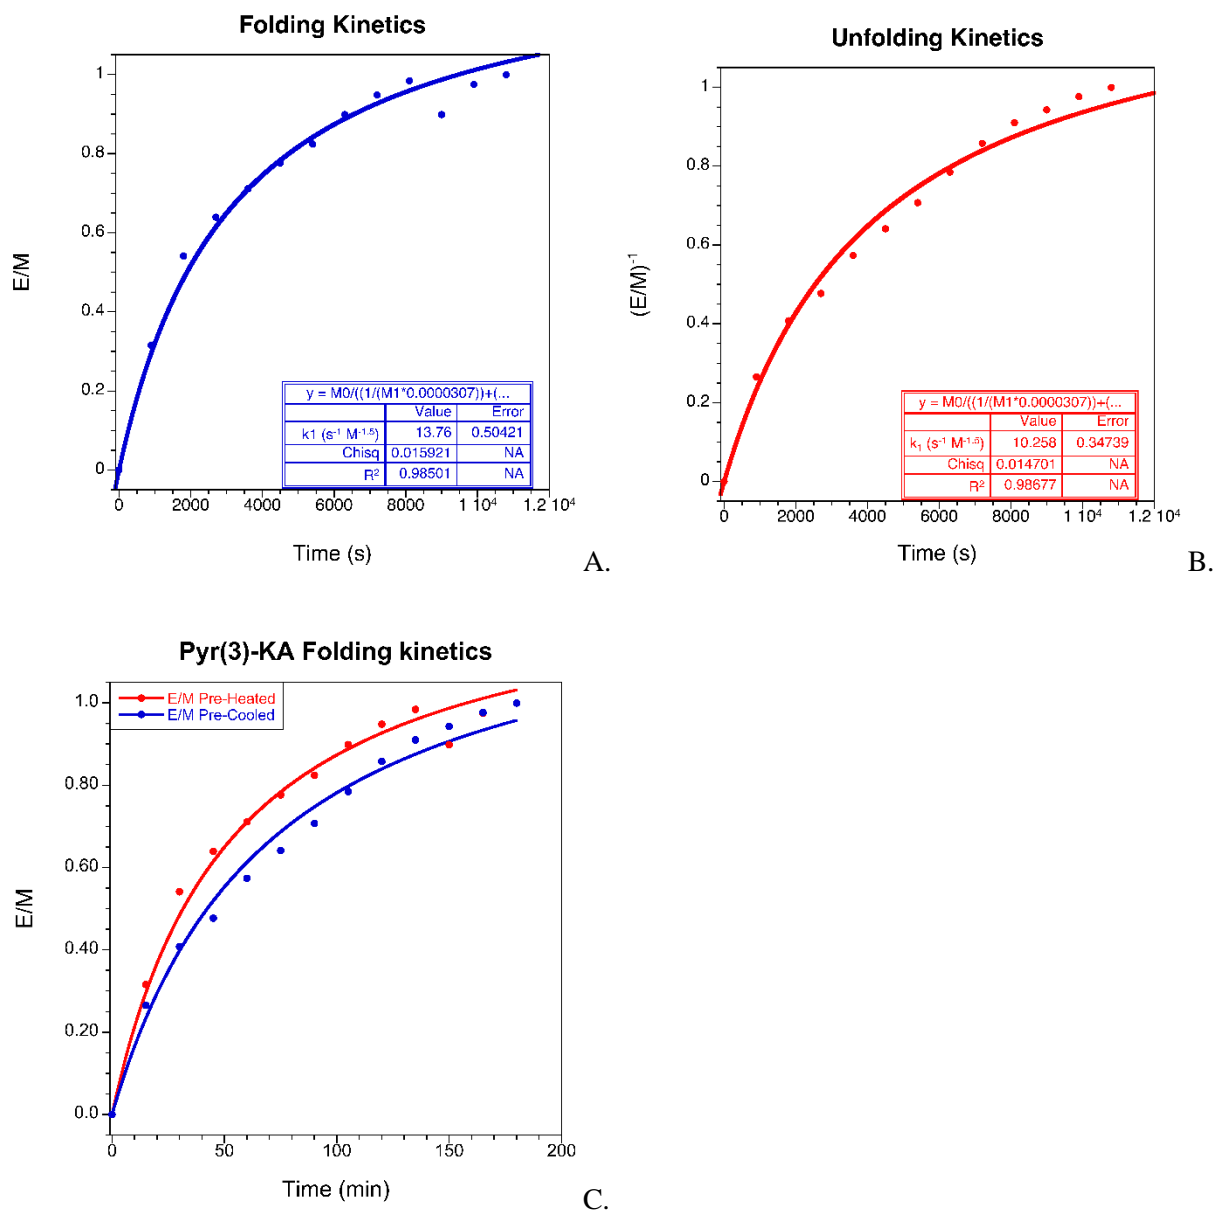 Folding Kinetics
E/M
1
0.8
0.6
0.4
0.2
0
y = M0/((1/(M1*0.0000307))+(...
Value Error
k1 (s⁻¹ M⁻¹·⁵) 13.76 0.50421
Chisq 0.015921 NA
R² 0.98501 NA
0 2000 4000 6000 8000 1 10⁴ 1.2 10⁴
Time (s)
A.
Unfolding Kinetics
(E/M)⁻¹
1
0.8
0.6
0.4
0.2
0
y = M0/((1/(M1*0.0000307))+(...
Value Error
k₁ (s⁻¹ M⁻¹·⁵) 10.258 0.34739
Chisq 0.014701 NA
R² 0.98677 NA
0 2000 4000 6000 8000 1 10⁴ 1.2 10⁴
Time (s)
B.
Pyr(3)-KA Folding kinetics
E/M Pre-Heated
E/M Pre-Cooled
E/M
1.0
0.80
0.60
0.40
0.20
0.0
0 50 100 150 200
Time (min)
C.